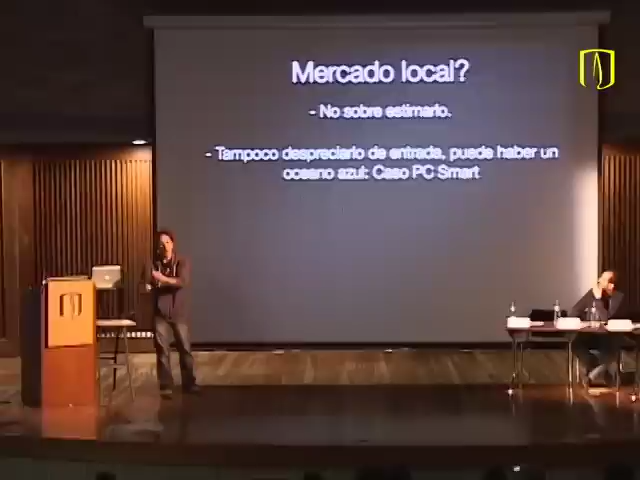 Mercado local?
- No sobre estimarlo.
- Tampoco despreciarlo de entrada, puede haber un
oceano azul: Caso PC Smart